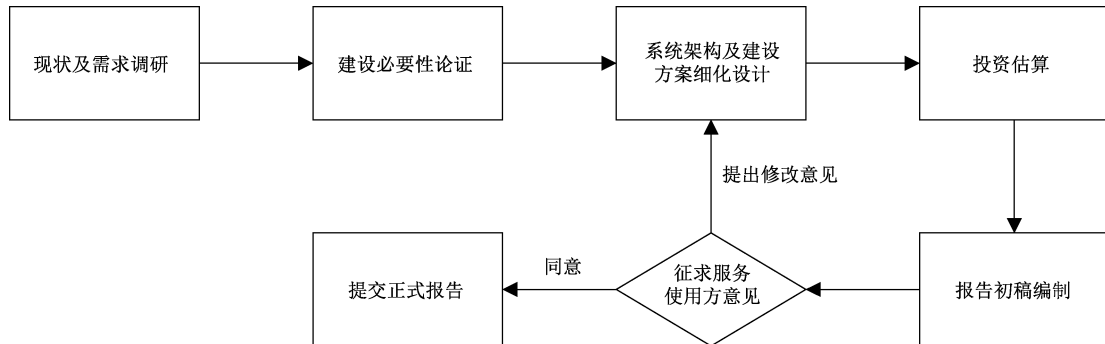 现状及需求调研
建设必要性论证
系统架构及建设
方案细化设计
投资估算
提出修改意见
提交正式报告
同意
征求服务
使用方意见
报告初稿编制